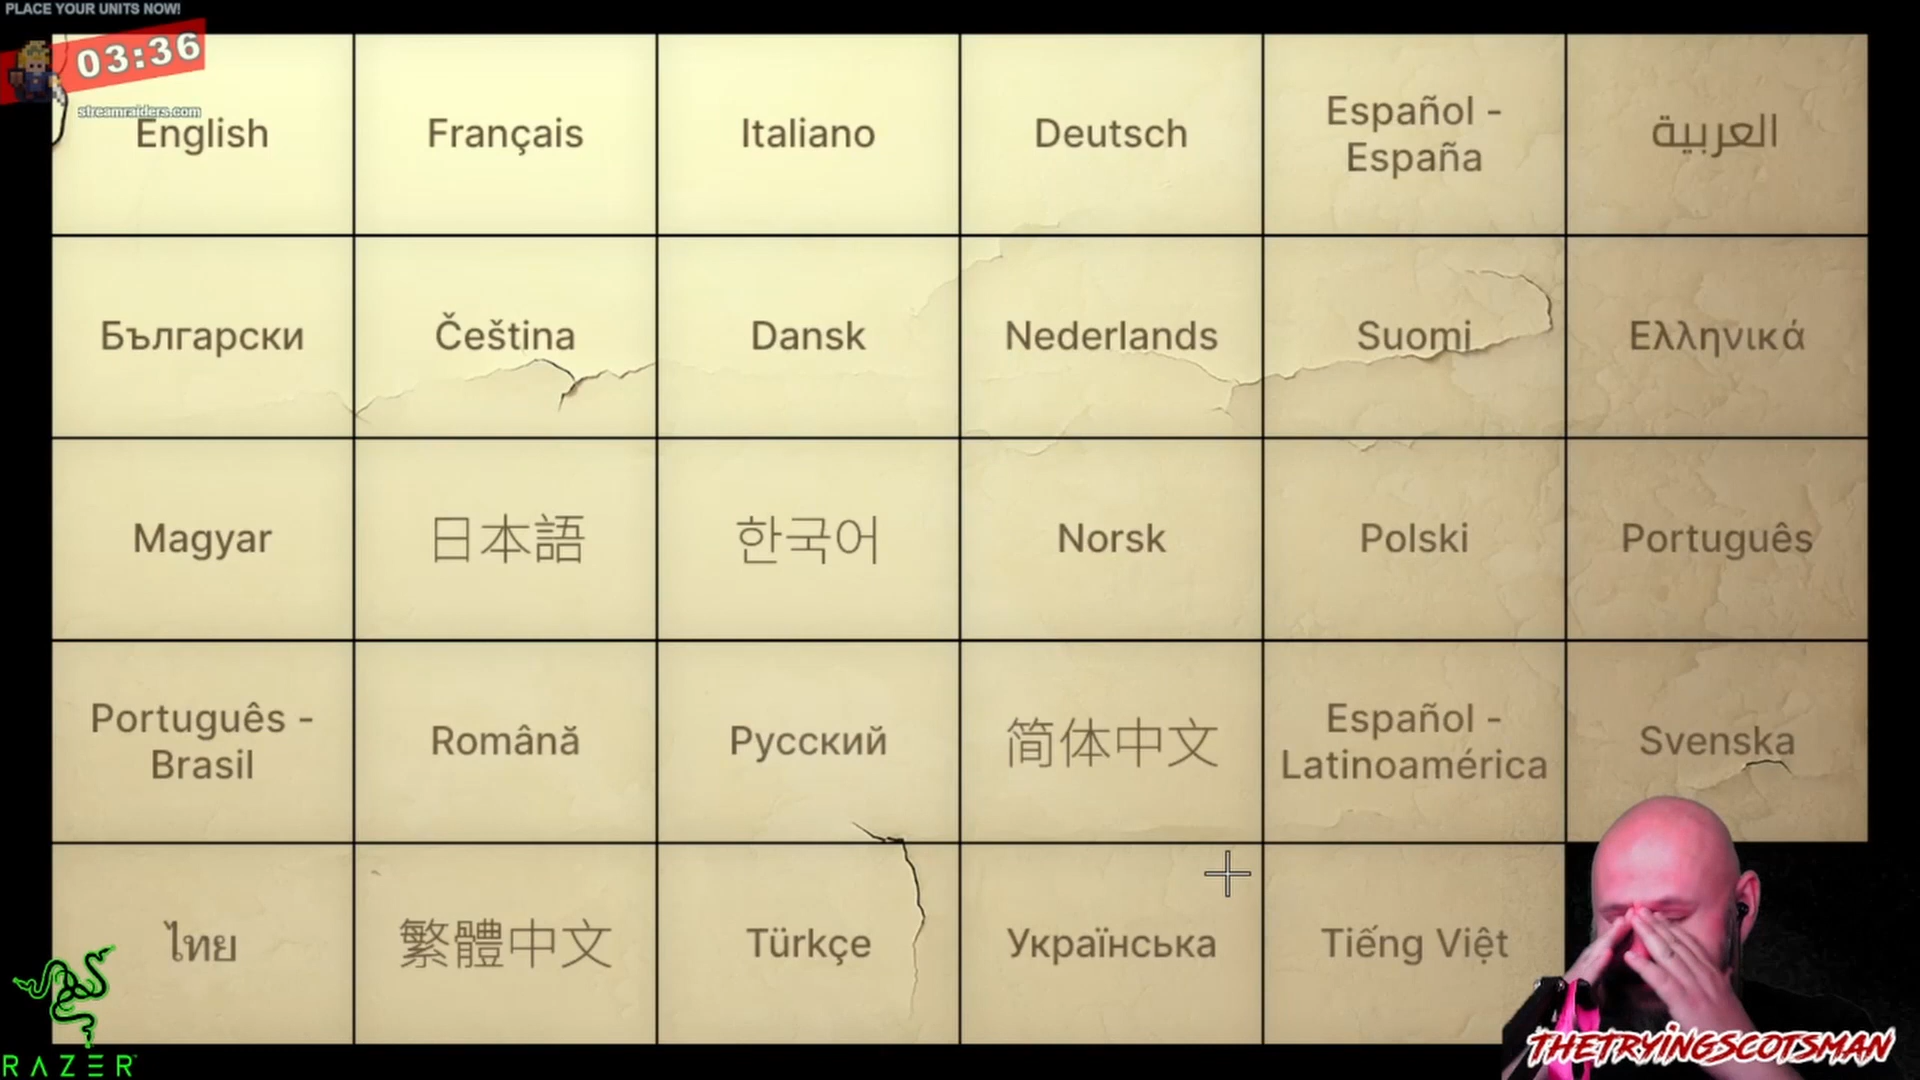 PLACE YOUR UNITS NOW!
03:36
streamraiders.com
English
Français
Italiano
Deutsch
Español -
España
العربية
Български
Čeština
Dansk
Nederlands
Suomi
Ελληνικά
Magyar
日本語
한국어
Norsk
Polski
Português
Português -
Brasil
Română
Русский
简体中文
Español -
Latinoamérica
Svenska
ไทย
繁體中文
Türkçe
Українська
Tiếng Việt
RAZER
THETRYINGSCOTSMAN